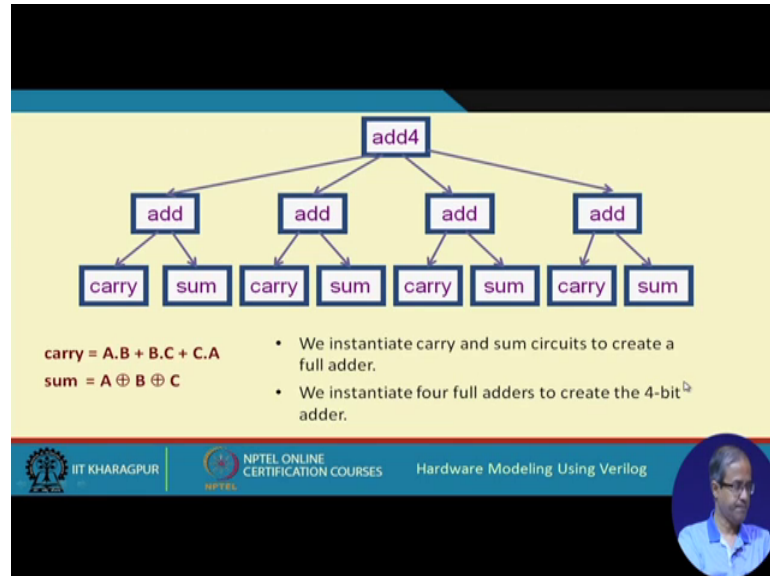 add4
add add add add
carry sum carry sum carry sum carry sum
carry = A.B + B.C + C.A
sum = A ⊕ B ⊕ C
• We instantiate carry and sum circuits to create a
full adder.
• We instantiate four full adders to create the 4-bit
adder.
IIT KHARAGPUR
NPTEL
NPTEL ONLINE
CERTIFICATION COURSES
Hardware Modeling Using Verilog